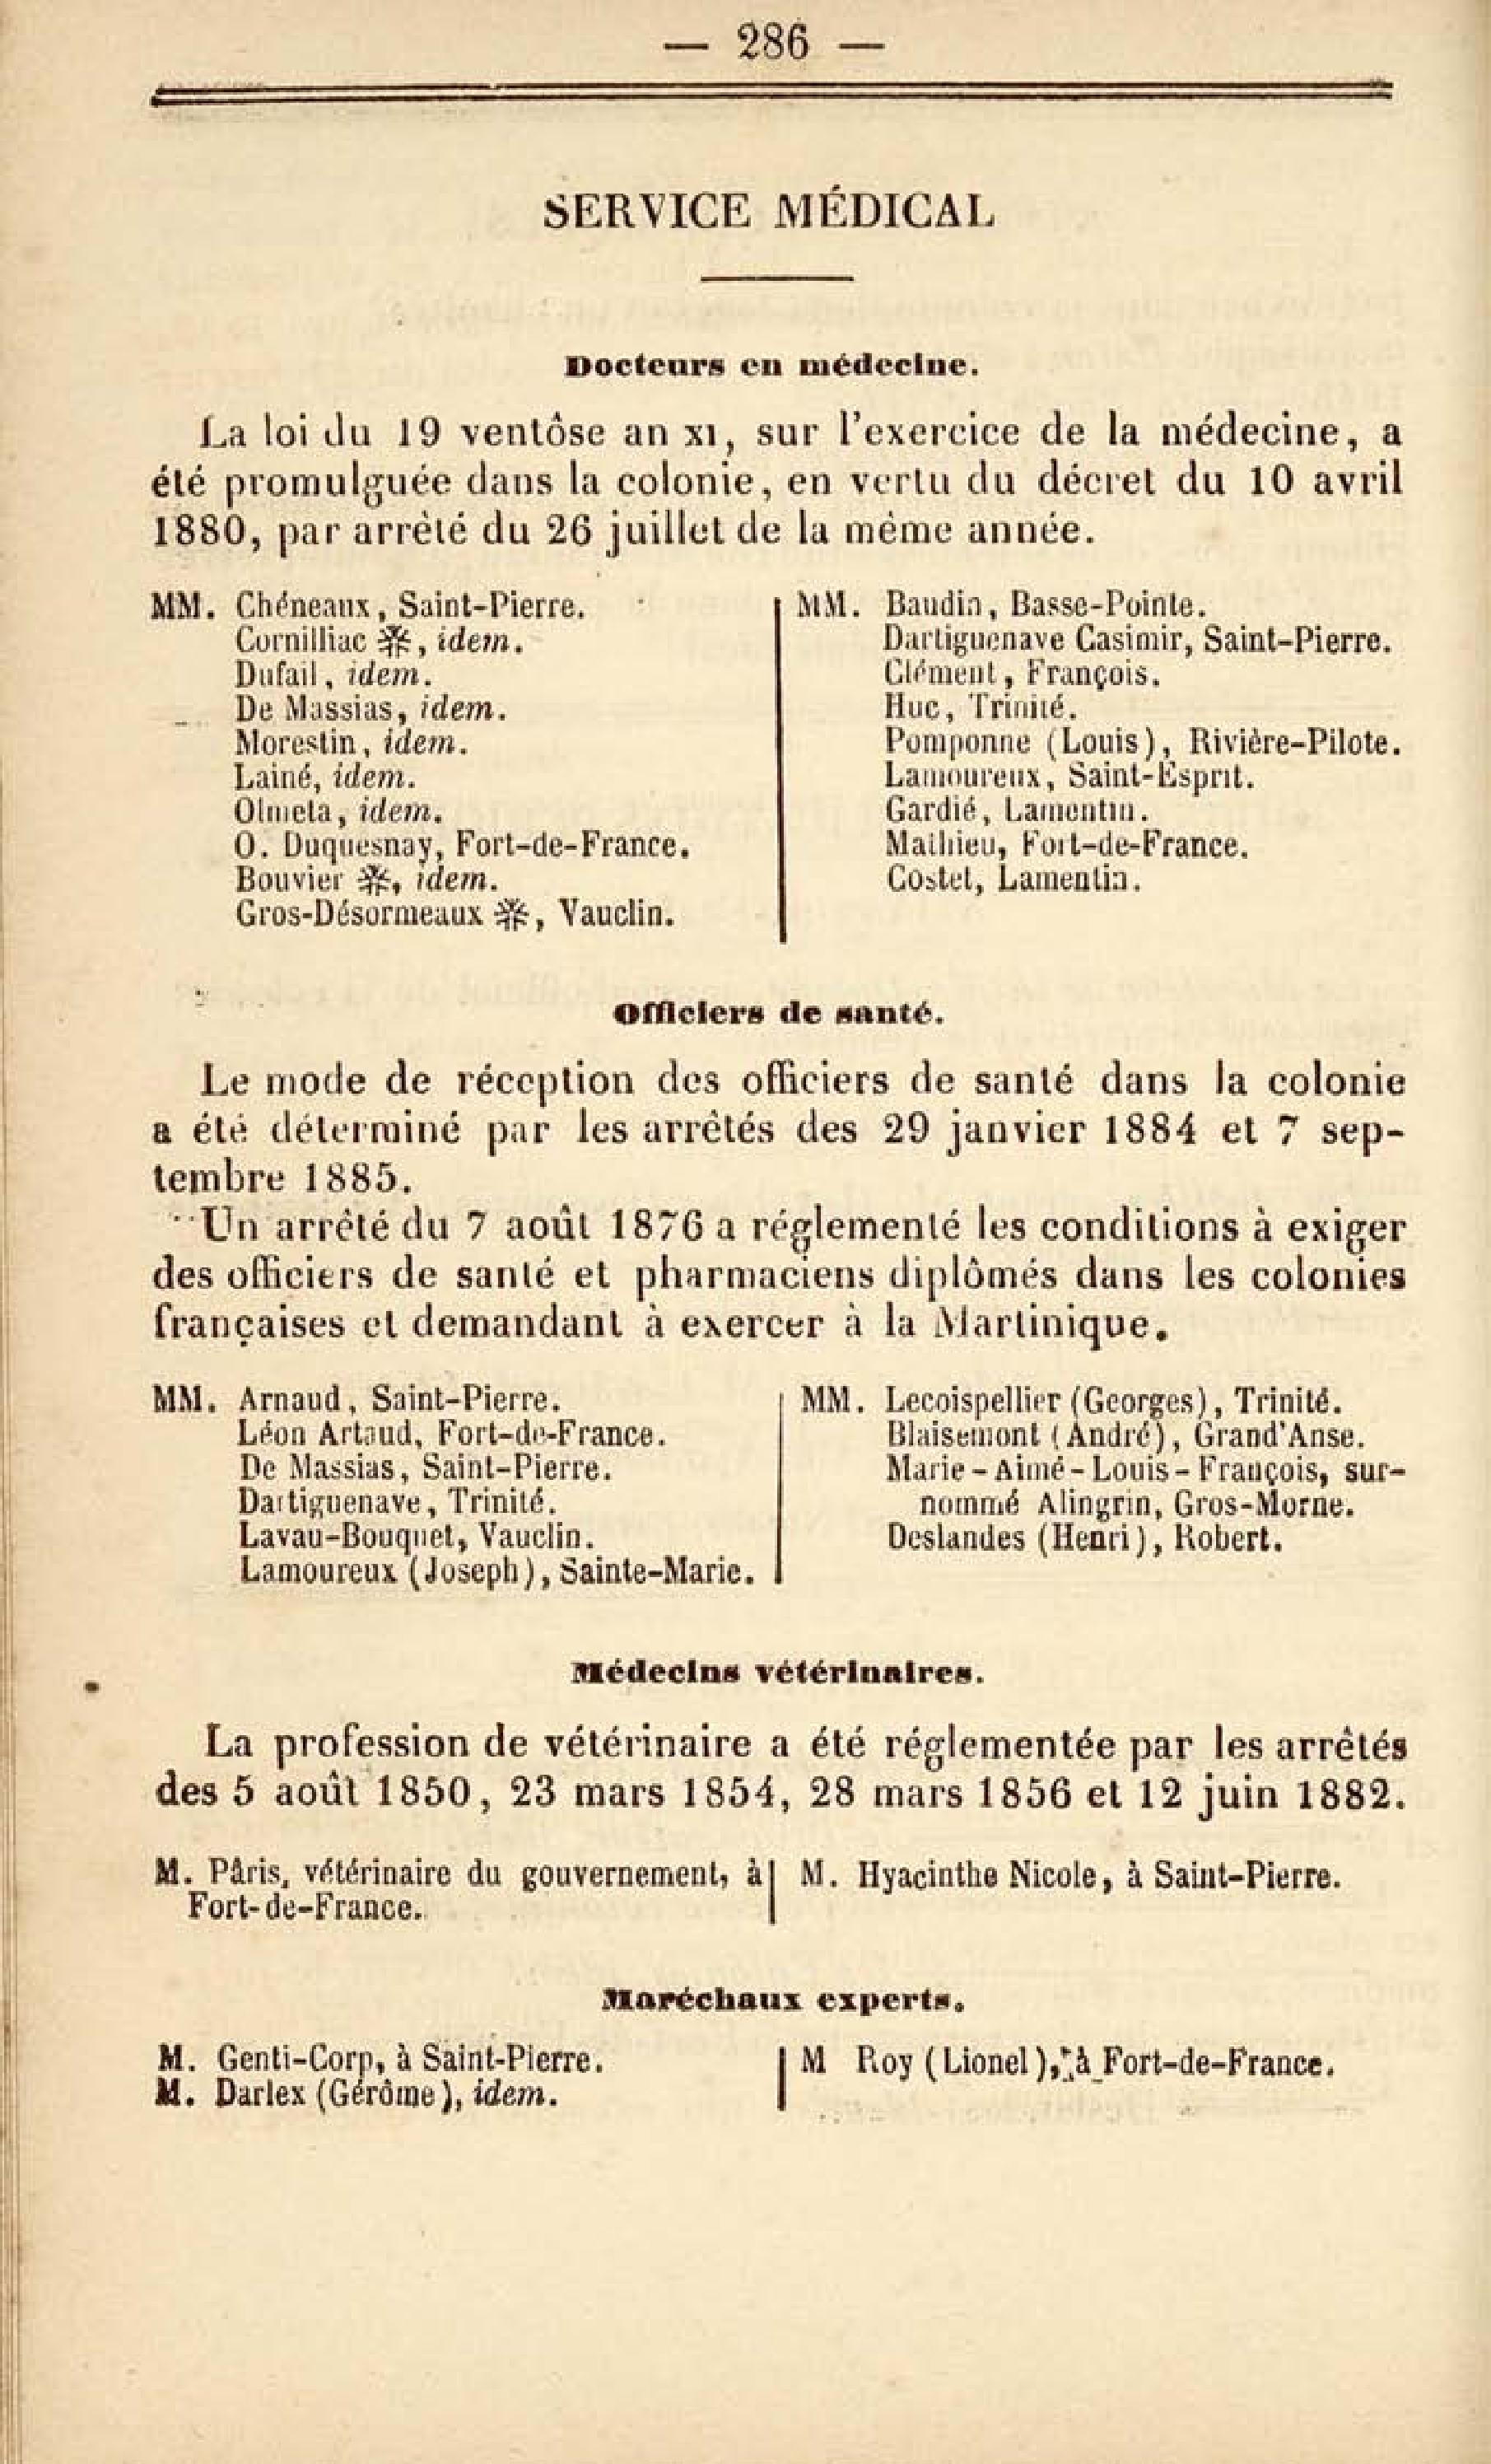 — 286 —
SERVICE MÉDICAL
Docteurs en médecine.
La loi du 19 ventôse an XI, sur l'exercice de la médecine, a
été promulguée dans la colonie, en vertu du décret du 10 avril
1880, par arrêté du 26 juillet de la même année.
MM. Chéneaux, Saint-Pierre.
Cornilliac ※, idem.
Dufail, idem.
De Massias, idem.
Morestin, idem.
Lainé, idem.
Olmeta, idem.
O. Duquesnay, Fort-de-France.
Bouvier ※, idem.
Gros-Désormeaux ※, Vauclin.
MM. Baudin, Basse-Pointe.
Dartiguenave Casimir, Saint-Pierre.
Clément, François.
Huc, Trinité.
Pomponne (Louis), Rivière-Pilote.
Lamoureux, Saint-Esprit.
Gardié, Lamentin.
Mathieu, Fort-de-France.
Costet, Lamentin.
Officiers de santé.
Le mode de réception des officiers de santé dans la colonie
a été déterminé par les arrêtés des 29 janvier 1884 et 7 sep-
tembre 1885.
Un arrêté du 7 août 1876 a réglementé les conditions à exiger
des officiers de santé et pharmaciens diplômés dans les colonies
françaises et demandant à exercer à la Martinique.
MM. Arnaud, Saint-Pierre.
Léon Artaud, Fort-de-France.
De Massias, Saint-Pierre.
Dartiguenave, Trinité.
Lavau-Bouquet, Vauclin.
Lamoureux (Joseph), Sainte-Marie.
MM. Lecoispellier (Georges), Trinité.
Blaisemont (André), Grand'Anse.
Marie-Aimé-Louis-François, sur-
nommé Alingrin, Gros-Morne.
Deslandes (Henri), Robert.
Médecins vétérinaires.
La profession de vétérinaire a été réglementée par les arrêtés
des 5 août 1850, 23 mars 1854, 28 mars 1856 et 12 juin 1882.
M. Pâris, vétérinaire du gouvernement, à
Fort-de-France.
M. Hyacinthe Nicole, à Saint-Pierre.
Maréchaux experts.
M. Genti-Corp, à Saint-Pierre.
M. Darlex (Gérôme), idem.
M Roy (Lionel), à Fort-de-France.